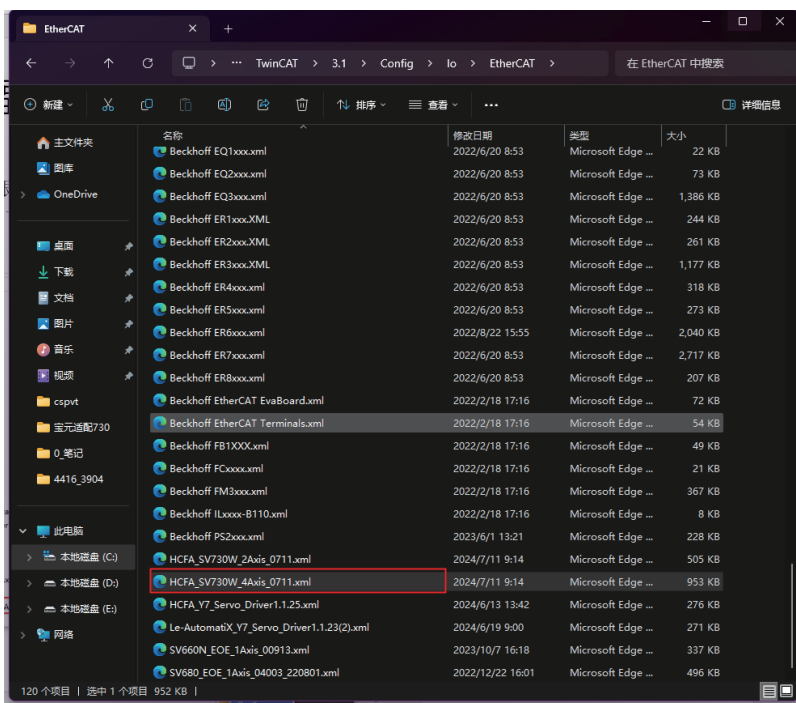 EtherCAT
TwinCAT > 3.1 > Config > Io > EtherCAT >
在 EtherCAT 中搜索
新建
排序
查看
详细信息
主文件夹
图库
OneDrive
桌面
下载
文档
图片
音乐
视频
cspvt
宝元适配730
0_笔记
4416_3904
此电脑
本地磁盘 (C:)
本地磁盘 (D:)
本地磁盘 (E:)
网络
名称 修改日期 类型 大小
Beckhoff EQ1xxx.xml 2022/6/20 8:53 Microsoft Edge ... 22 KB
Beckhoff EQ2xxx.xml 2022/6/20 8:53 Microsoft Edge ... 73 KB
Beckhoff EQ3xxx.xml 2022/6/20 8:53 Microsoft Edge ... 1,386 KB
Beckhoff ER1xxx.XML 2022/6/20 8:53 Microsoft Edge ... 244 KB
Beckhoff ER2xxx.XML 2022/6/20 8:53 Microsoft Edge ... 261 KB
Beckhoff ER3xxx.XML 2022/6/20 8:53 Microsoft Edge ... 1,177 KB
Beckhoff ER4xxx.xml 2022/6/20 8:53 Microsoft Edge ... 318 KB
Beckhoff ER5xxx.xml 2022/6/20 8:53 Microsoft Edge ... 273 KB
Beckhoff ER6xxx.xml 2022/8/22 15:55 Microsoft Edge ... 2,040 KB
Beckhoff ER7xxx.xml 2022/6/20 8:53 Microsoft Edge ... 2,717 KB
Beckhoff ER8xxx.xml 2022/6/20 8:53 Microsoft Edge ... 207 KB
Beckhoff EtherCAT EvaBoard.xml 2022/2/18 17:16 Microsoft Edge ... 72 KB
Beckhoff EtherCAT Terminals.xml 2022/2/18 17:16 Microsoft Edge ... 54 KB
Beckhoff FB1XXX.xml 2022/2/18 17:16 Microsoft Edge ... 49 KB
Beckhoff FCxxxx.xml 2022/2/18 17:16 Microsoft Edge ... 21 KB
Beckhoff FM3xxx.xml 2022/2/18 17:16 Microsoft Edge ... 367 KB
Beckhoff ILxxxx-B110.xml 2022/2/18 17:16 Microsoft Edge ... 8 KB
Beckhoff PS2xxx.xml 2023/6/1 13:21 Microsoft Edge ... 228 KB
HCFA_SV730W_2Axis_0711.xml 2024/7/11 9:14 Microsoft Edge ... 505 KB
HCFA_SV730W_4Axis_0711.xml 2024/7/11 9:14 Microsoft Edge ... 953 KB
HCFA_Y7_Servo_Driver1.1.25.xml 2024/6/13 13:42 Microsoft Edge ... 276 KB
Le-AutomatiX_Y7_Servo_Driver1.1.23(2).xml 2024/6/19 9:00 Microsoft Edge ... 271 KB
SV660N_EOE_1Axis_00913.xml 2023/10/7 16:18 Microsoft Edge ... 337 KB
SV680_EOE_1Axis_04003_220801.xml 2022/12/22 16:01 Microsoft Edge ... 496 KB
120 个项目 | 选中 1 个项目 952 KB |